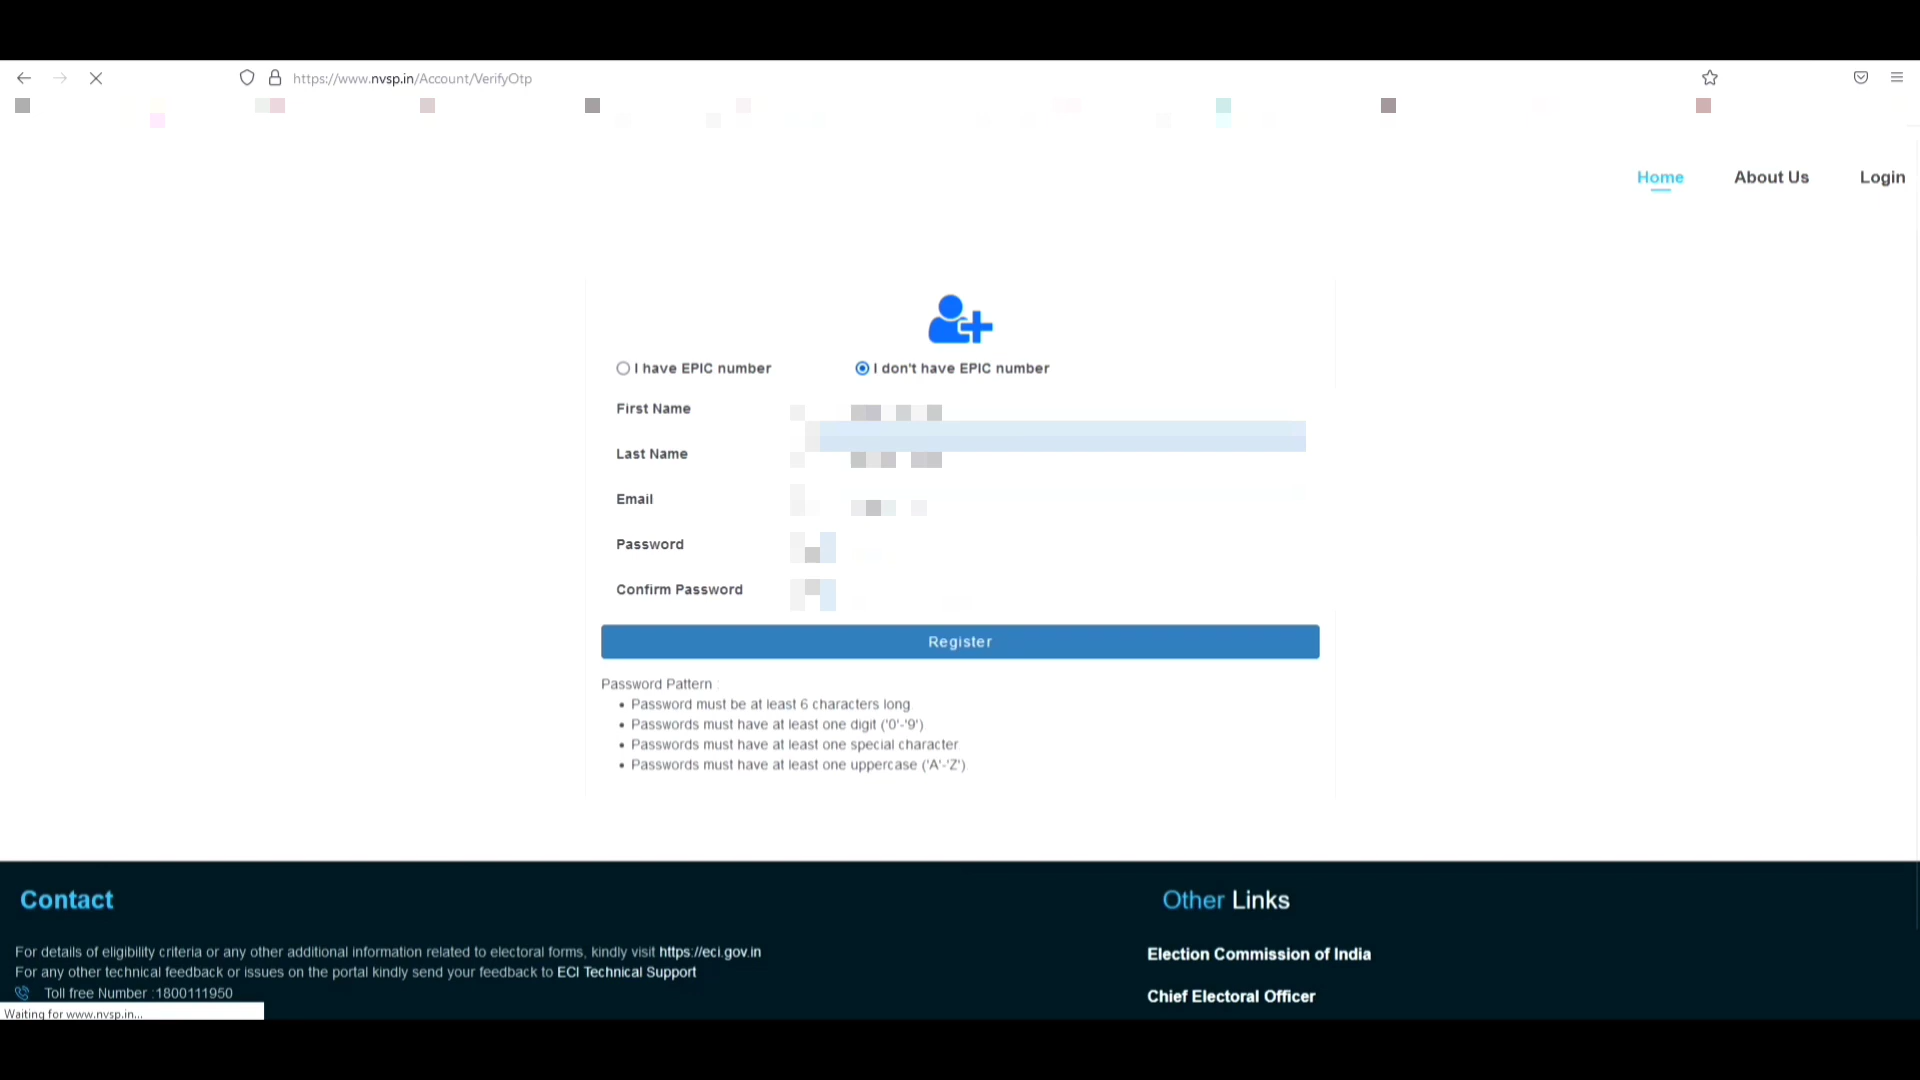 https://www.nvsp.in/Account/VerifyOtp
Home About Us Login
I have EPIC number I don't have EPIC number
First Name
Last Name
Email
Password
Confirm Password
Register
Password Pattern :
• Password must be at least 6 characters long
• Passwords must have at least one digit ('0'-'9')
• Passwords must have at least one special character
• Passwords must have at least one uppercase ('A'-'Z')
Contact
For details of eligibility criteria or any other additional information related to electoral forms, kindly visit https://eci.gov.in
For any other technical feedback or issues on the portal kindly send your feedback to ECI Technical Support
Toll free Number :1800111950
Other Links
Election Commission of India
Chief Electoral Officer
Waiting for www.nvsp.in...